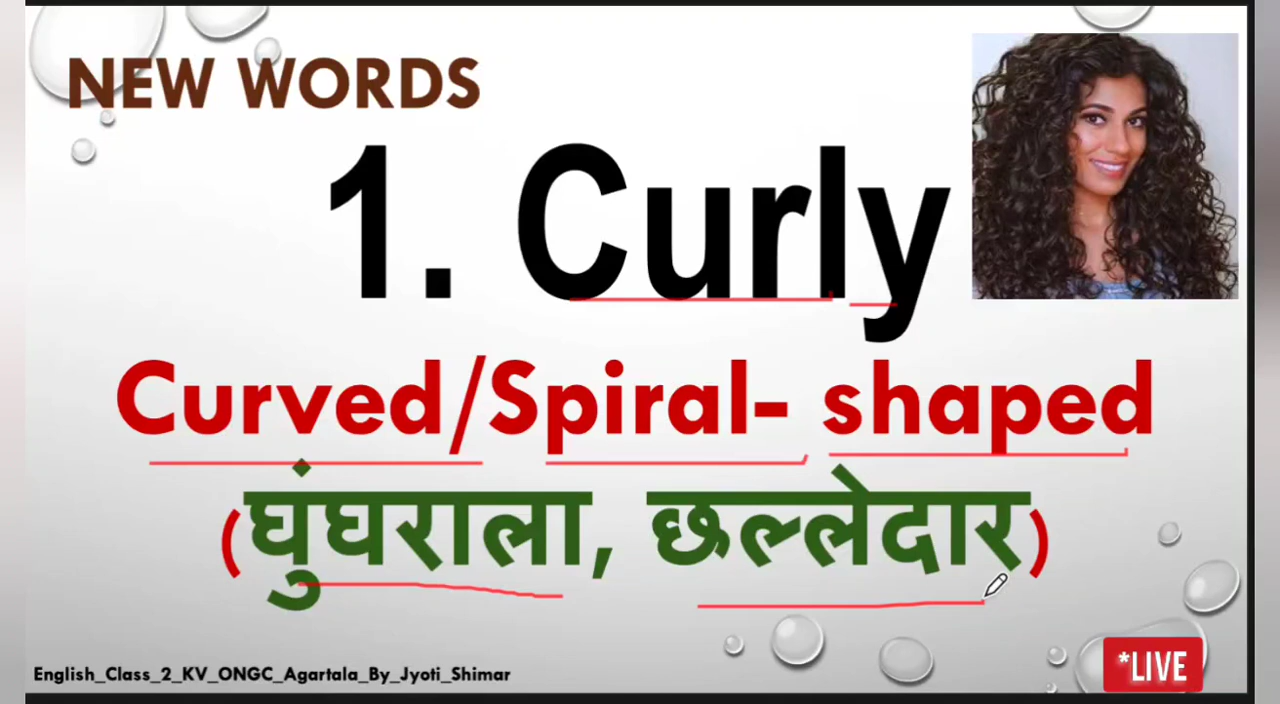 NEW WORDS
1. Curly
Curved/Spiral- shaped
(घुंघराला, छल्लेदार)
English_Class_2_KV_ONGC_Agartala_By_Jyoti_Shimar
*LIVE